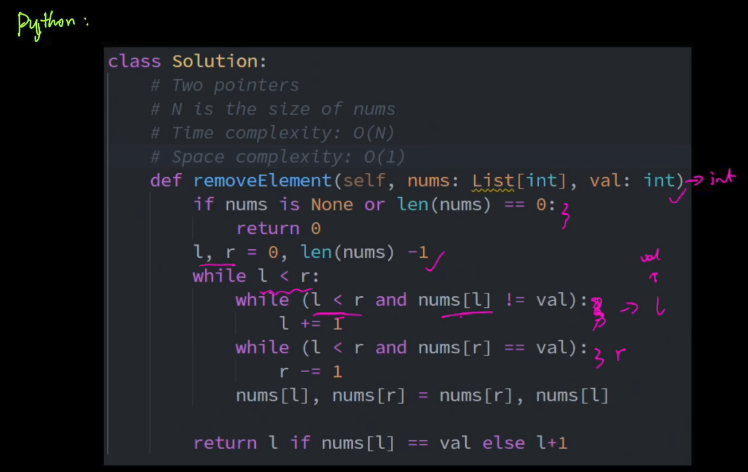 Python:
class Solution:
# Two pointers
# N is the size of nums
# Time complexity: O(N)
# Space complexity: O(1)
def removeElement(self, nums: List[int], val: int) → int
if nums is None or len(nums) == 0:
return 0
l, r = 0, len(nums) -1
val
while l < r:
while (l < r and nums[l] != val): → l
l += 1
while (l < r and nums[r] == val): r
r -= 1
nums[l], nums[r] = nums[r], nums[l]
return l if nums[l] == val else l+1